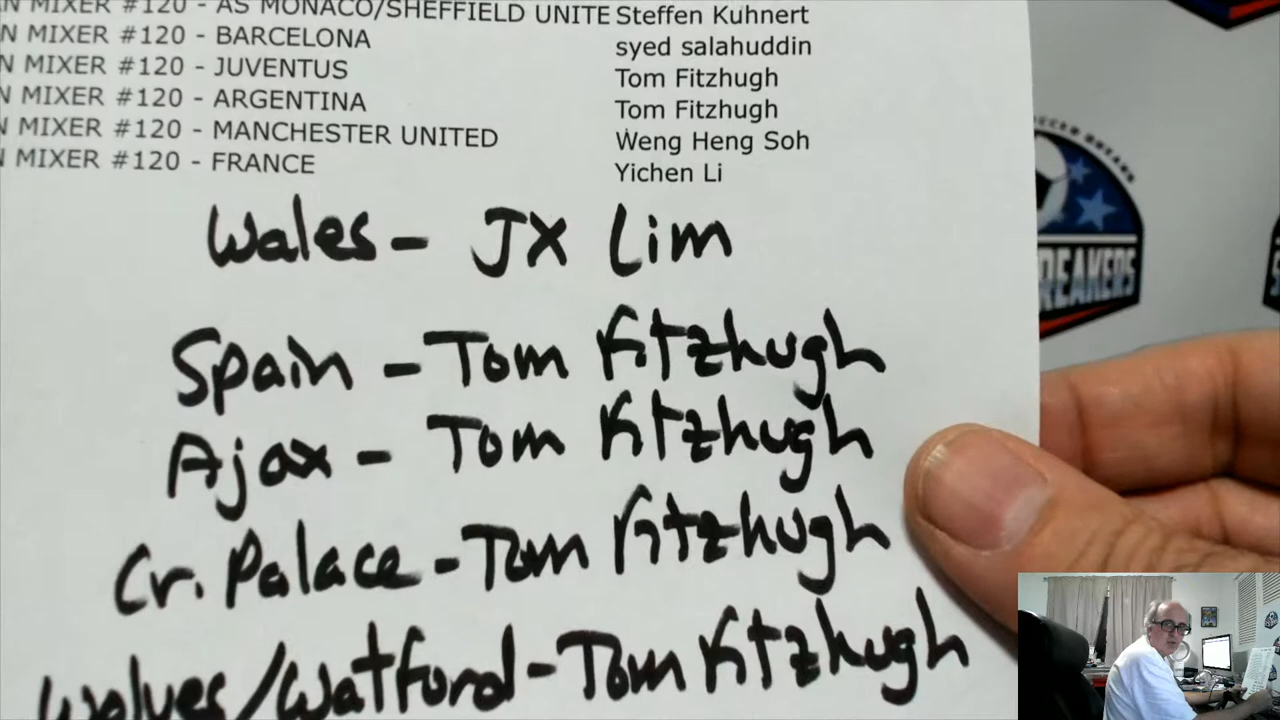 N MIXER #120 - AS MONACO/SHEFFIELD UNITE Steffen Kuhnert
N MIXER #120 - BARCELONA syed salahuddin
N MIXER #120 - JUVENTUS Tom Fitzhugh
N MIXER #120 - ARGENTINA Tom Fitzhugh
N MIXER #120 - MANCHESTER UNITED Weng Heng Soh
N MIXER #120 - FRANCE Yichen Li
Wales - JX Lim
Spain - Tom Fitzhugh
Ajax - Tom Fitzhugh
Cr. Palace - Tom Fitzhugh
Wolves/Watford - Tom Fitzhugh
REAKERS